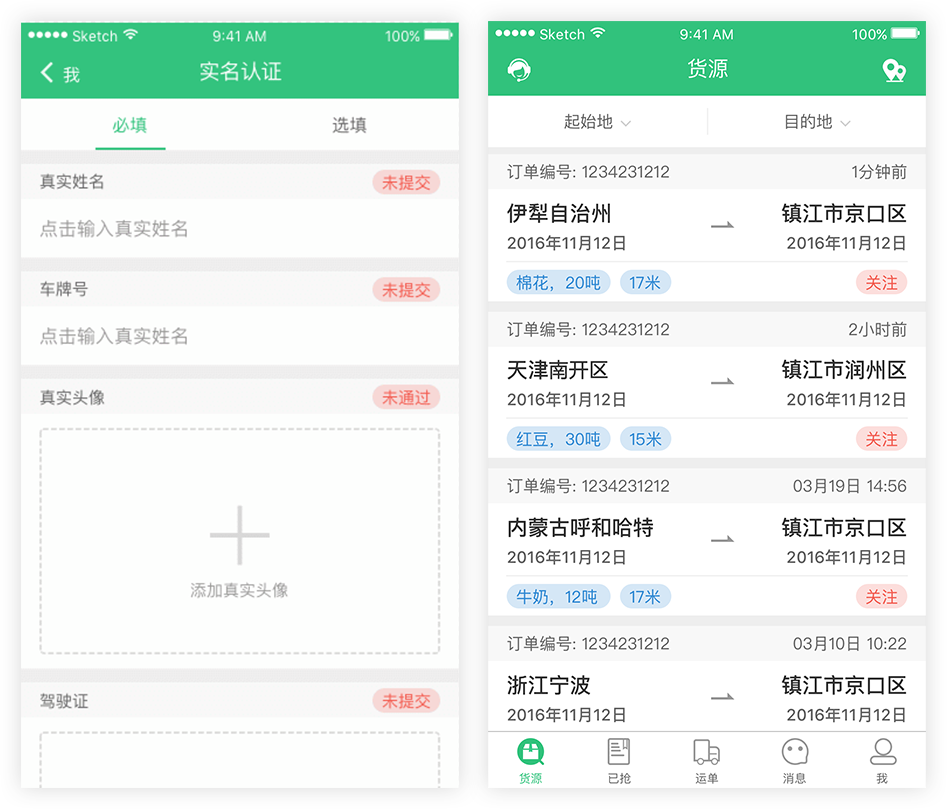 Sketch 9:41 AM 100%
我 实名认证
必填 选填
真实姓名 未提交
点击输入真实姓名
车牌号 未提交
点击输入真实姓名
真实头像 未通过
添加真实头像
驾驶证 未提交
Sketch 9:41 AM 100%
货源
起始地 目的地
订单编号: 1234231212 1分钟前
伊犁自治州 镇江市京口区
2016年11月12日 2016年11月12日
棉花，20吨 17米 关注
订单编号: 1234231212 2小时前
天津南开区 镇江市润州区
2016年11月12日 2016年11月12日
红豆，30吨 15米 关注
订单编号: 1234231212 03月19日 14:56
内蒙古呼和哈特 镇江市京口区
2016年11月12日 2016年11月12日
牛奶，12吨 17米 关注
订单编号: 1234231212 03月10日 10:22
浙江宁波 镇江市京口区
2016年11月12日 2016年11月12日
货源 已抢 运单 消息 我